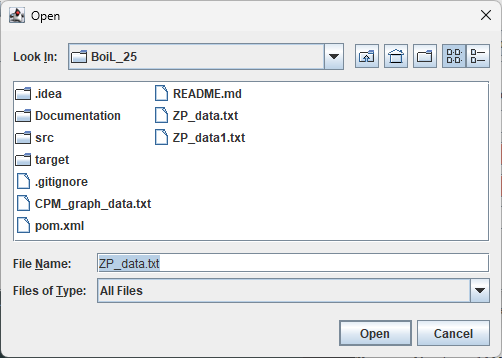 Open
Look In: BoiL_25
.idea
Documentation
src
target
.gitignore
CPM_graph_data.txt
pom.xml
README.md
ZP_data.txt
ZP_data1.txt
File Name: ZP_data.txt
Files of Type: All Files
Open Cancel